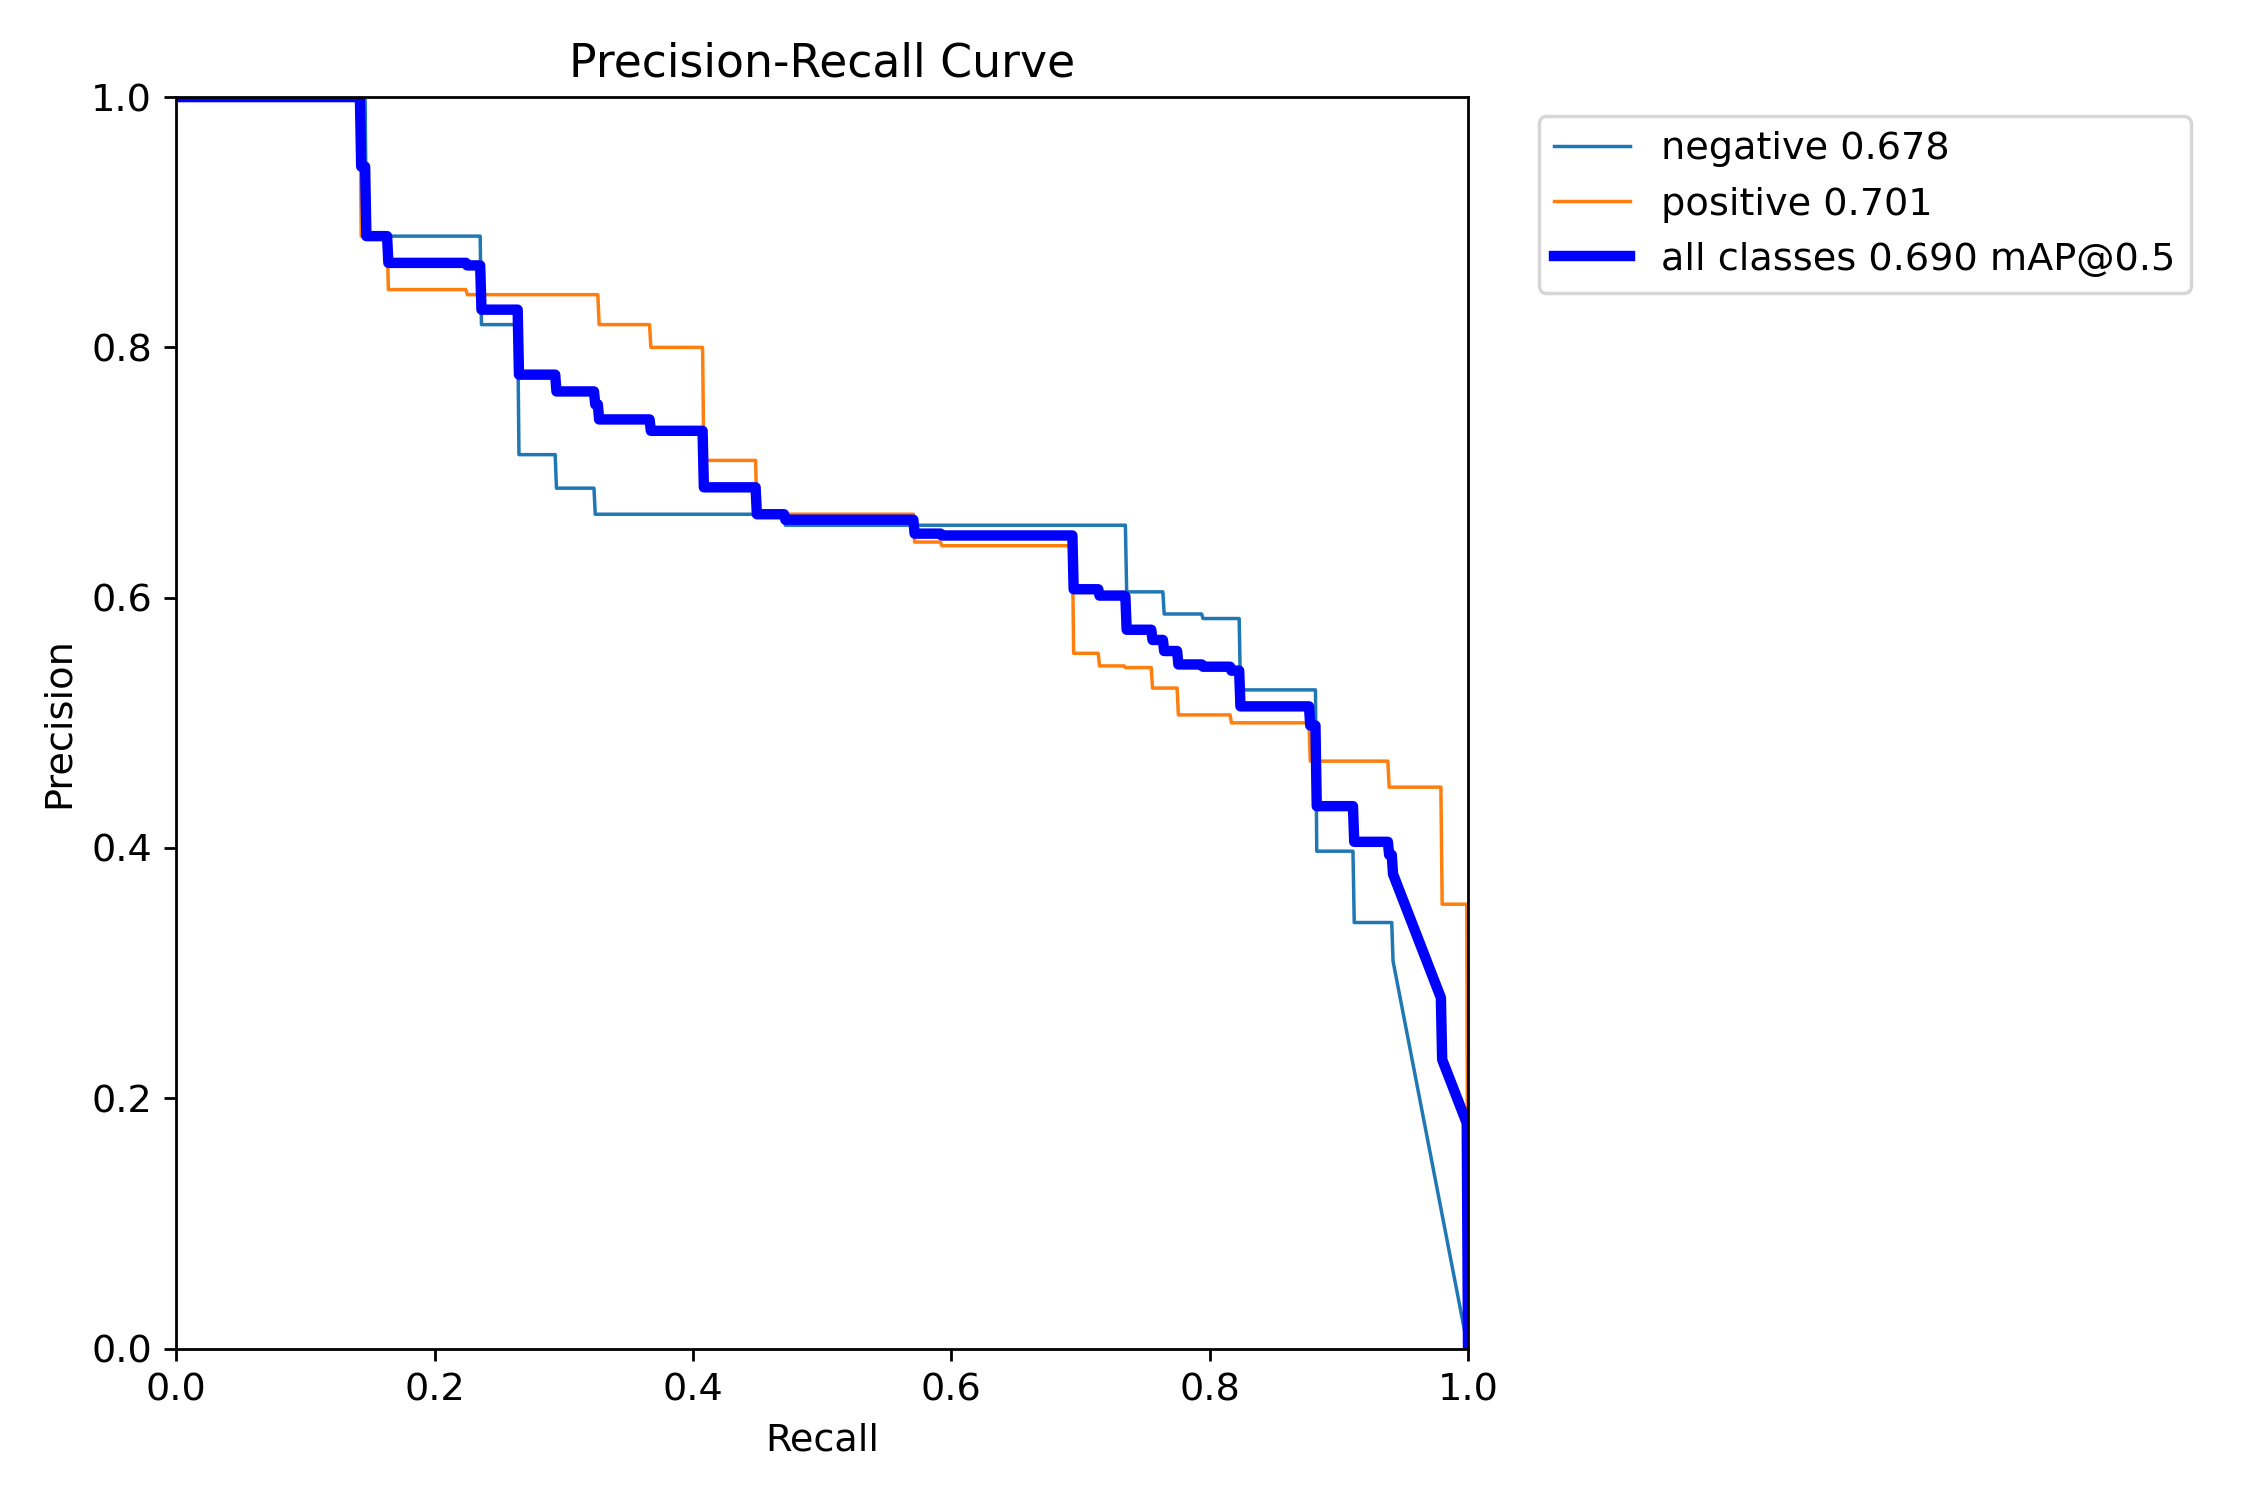 Precision-Recall Curve
negative 0.678
positive 0.701
all classes 0.690 mAP@0.5
1.0
0.8
0.6
0.4
0.2
0.0
Precision
0.0 0.2 0.4 0.6 0.8 1.0
Recall